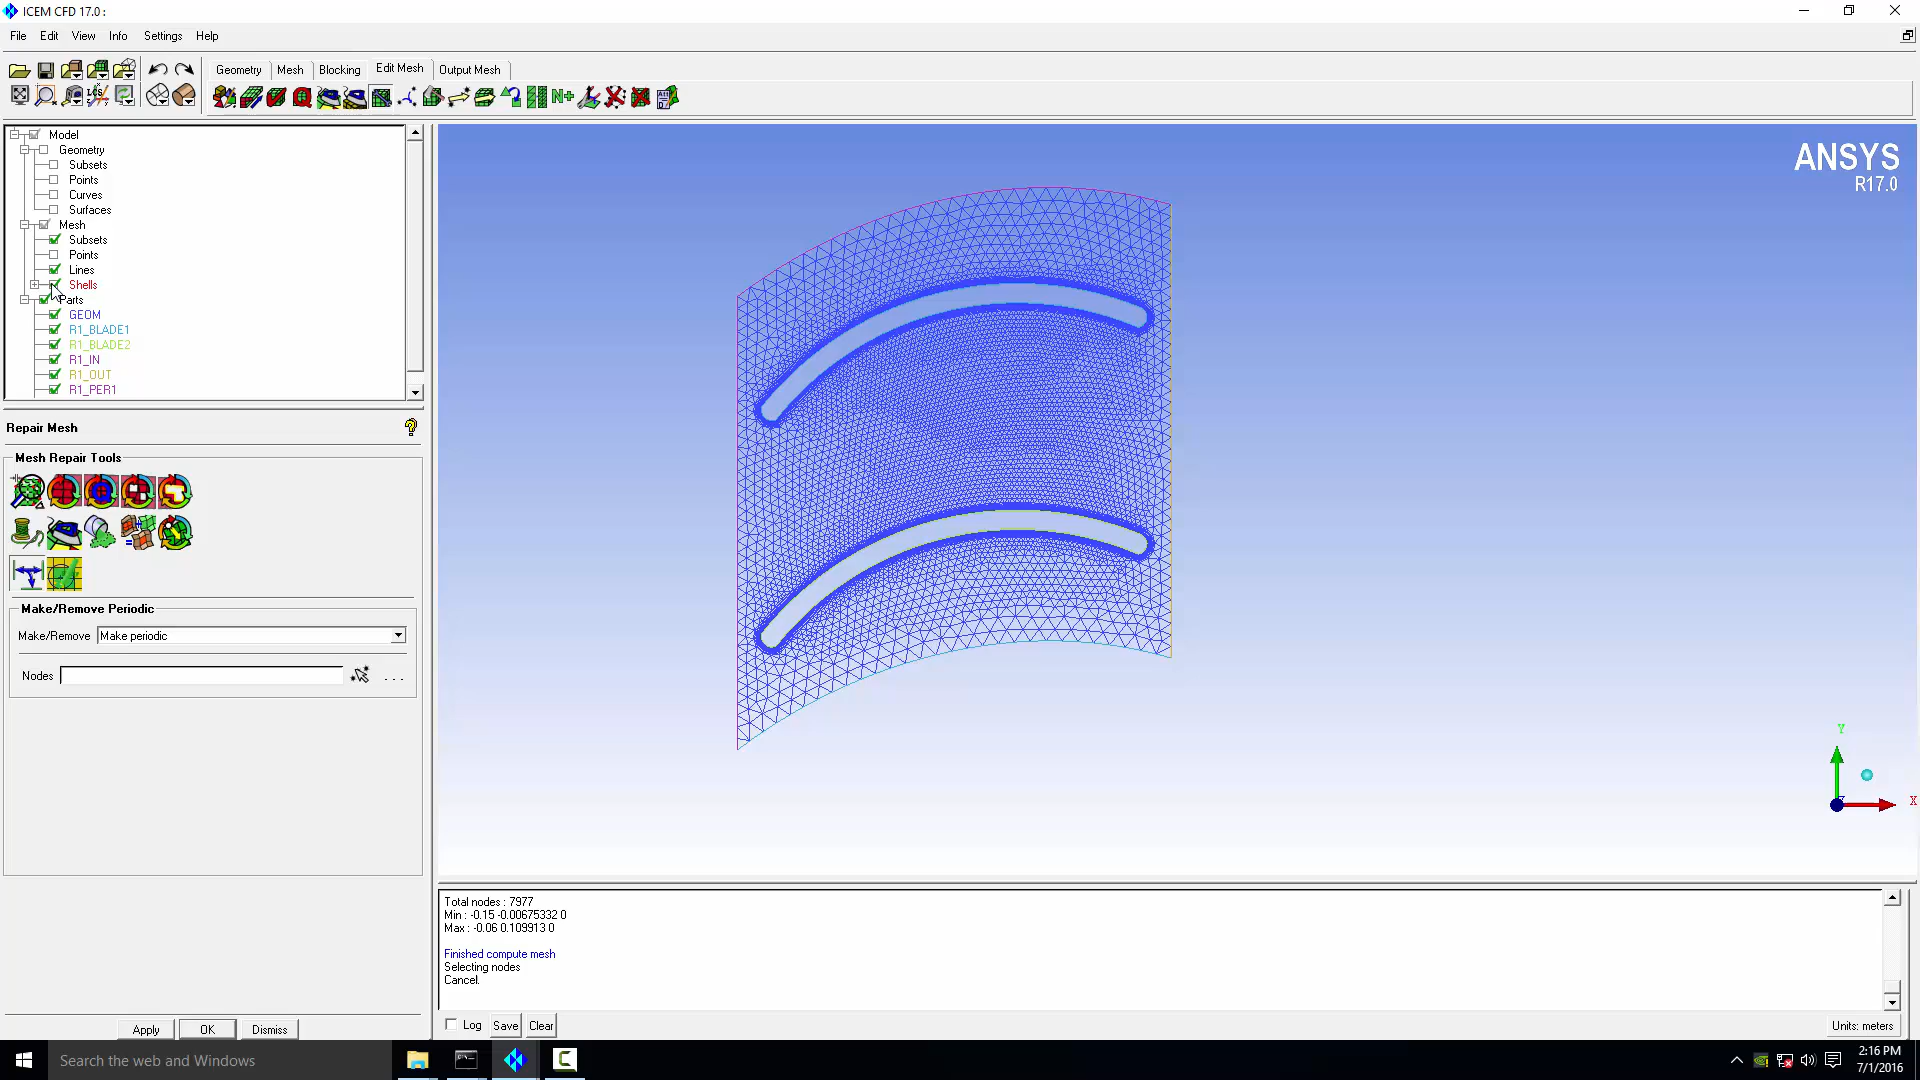 ICEM CFD 17.0 :
File Edit View Info Settings Help
Geometry Mesh Blocking Edit Mesh Output Mesh
LCS
N+
Model
Geometry
Subsets
Points
Curves
Surfaces
Mesh
Subsets
Points
Lines
Shells
Parts
GEOM
R1_BLADE1
R1_BLADE2
R1_IN
R1_OUT
R1_PER1
Repair Mesh
Mesh Repair Tools
Make/Remove Periodic
Make/Remove Make periodic
Nodes ...
Apply OK Dismiss
ANSYS
R17.0
Y
X
Total nodes : 7977
Min : -0.15 -0.00675332 0
Max : -0.06 0.109913 0
Finished compute mesh
Selecting nodes
Cancel.
Log Save Clear
Units: meters
Search the web and Windows
2:16 PM
7/1/2016